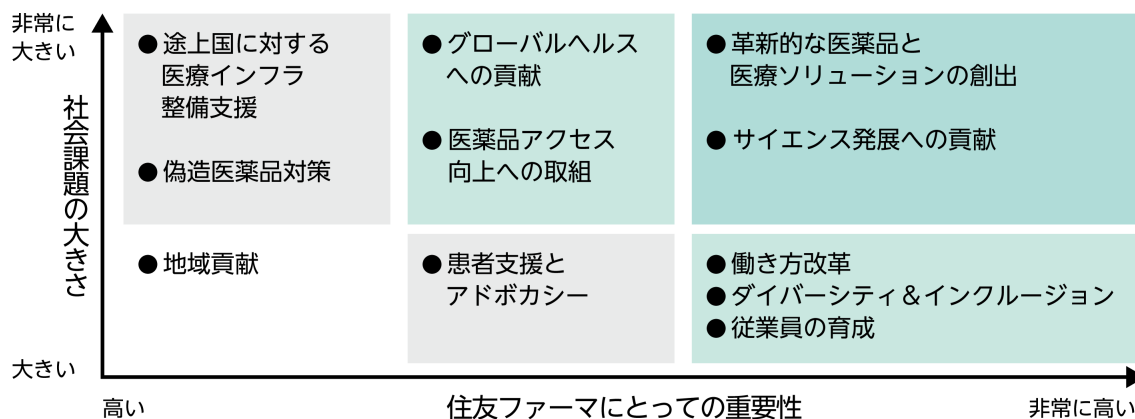 非常に
大きい
社会課題の大きさ
大きい
● 途上国に対する
医療インフラ
整備支援
● 偽造医薬品対策
● グローバルヘルス
への貢献
● 医薬品アクセス
向上への取組
● 革新的な医薬品と
医療ソリューションの創出
● サイエンス発展への貢献
● 地域貢献
● 患者支援と
アドボカシー
● 働き方改革
● ダイバーシティ＆インクルージョン
● 従業員の育成
高い
住友ファーマにとっての重要性
非常に高い